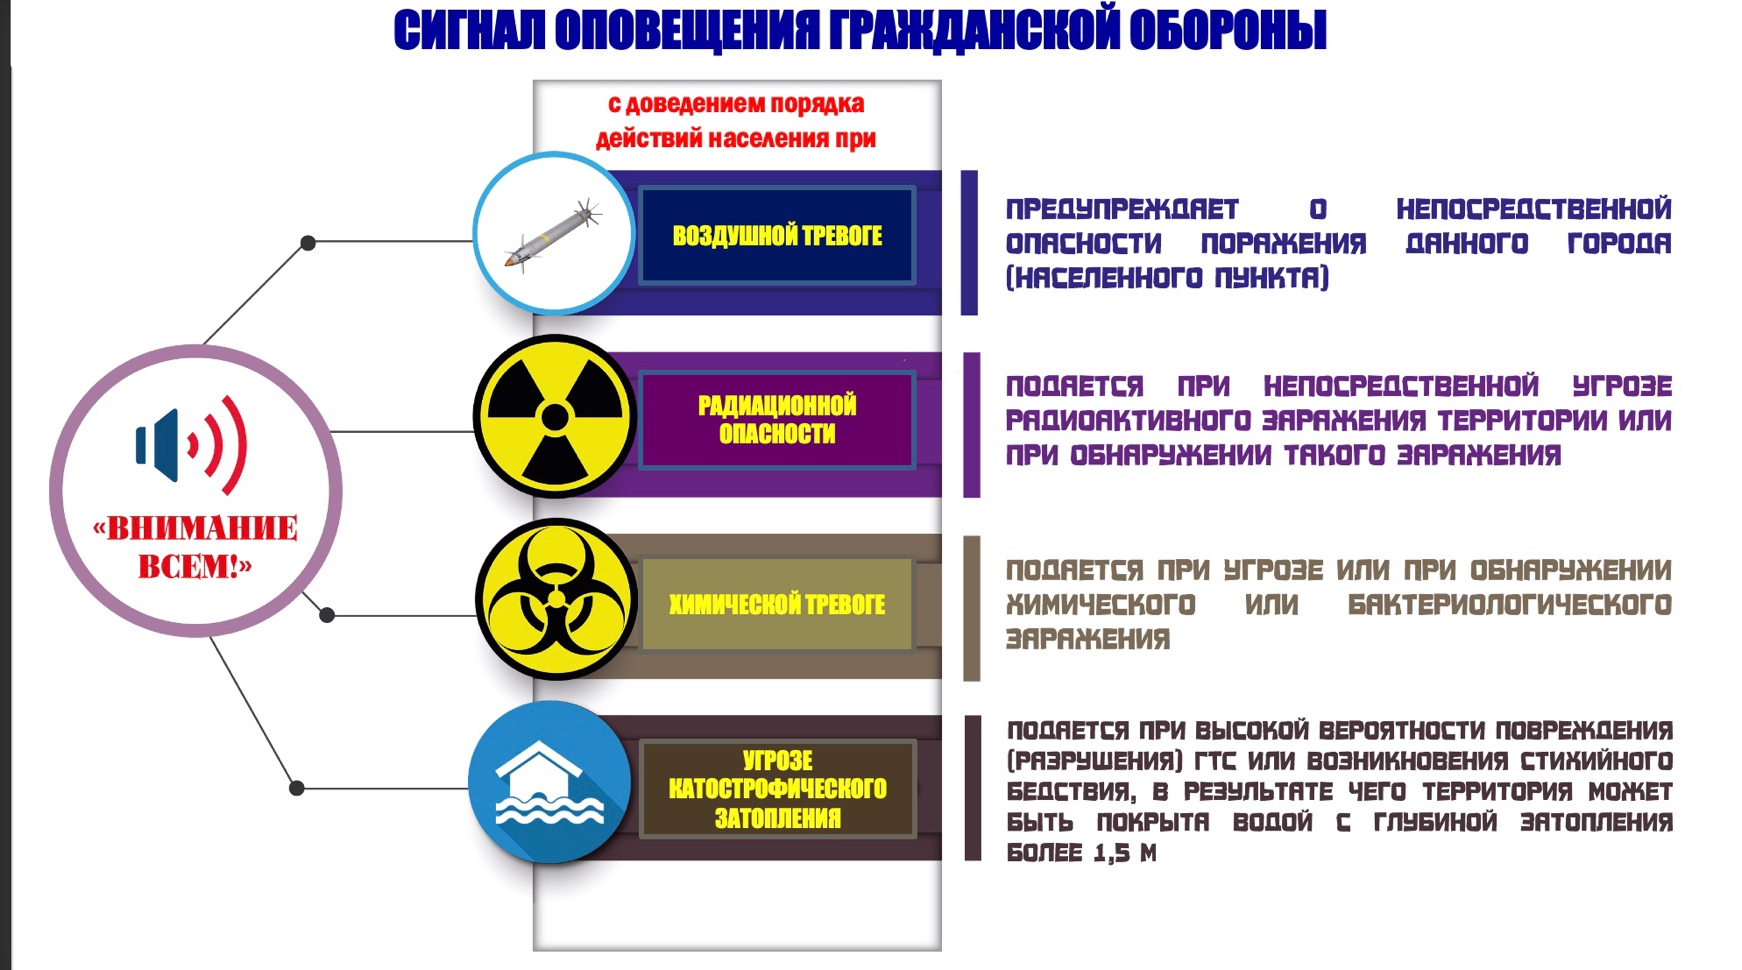 СИГНАЛ ОПОВЕЩЕНИЯ ГРАЖДАНСКОЙ ОБОРОНЫ
с доведением порядка
действий населения при
«ВНИМАНИЕ
ВСЕМ!»
ВОЗДУШНОЙ ТРЕВОГЕ
ПРЕДУПРЕЖДАЕТ О НЕПОСРЕДСТВЕННОЙ
ОПАСНОСТИ ПОРАЖЕНИЯ ДАННОГО ГОРОДА
(НАСЕЛЕННОГО ПУНКТА)
РАДИАЦИОННОЙ
ОПАСНОСТИ
ПОДАЕТСЯ ПРИ НЕПОСРЕДСТВЕННОЙ УГРОЗЕ
РАДИОАКТИВНОГО ЗАРАЖЕНИЯ ТЕРРИТОРИИ ИЛИ
ПРИ ОБНАРУЖЕНИИ ТАКОГО ЗАРАЖЕНИЯ
ХИМИЧЕСКОЙ ТРЕВОГЕ
ПОДАЕТСЯ ПРИ УГРОЗЕ ИЛИ ПРИ ОБНАРУЖЕНИИ
ХИМИЧЕСКОГО ИЛИ БАКТЕРИОЛОГИЧЕСКОГО
ЗАРАЖЕНИЯ
УГРОЗЕ
КАТОСТРОФИЧЕСКОГО
ЗАТОПЛЕНИЯ
ПОДАЕТСЯ ПРИ ВЫСОКОЙ ВЕРОЯТНОСТИ ПОВРЕЖДЕНИЯ
(РАЗРУШЕНИЯ) ГТС ИЛИ ВОЗНИКНОВЕНИЯ СТИХИЙНОГО
БЕДСТВИЯ, В РЕЗУЛЬТАТЕ ЧЕГО ТЕРРИТОРИЯ МОЖЕТ
БЫТЬ ПОКРЫТА ВОДОЙ С ГЛУБИНОЙ ЗАТОПЛЕНИЯ
БОЛЕЕ 1,5 М